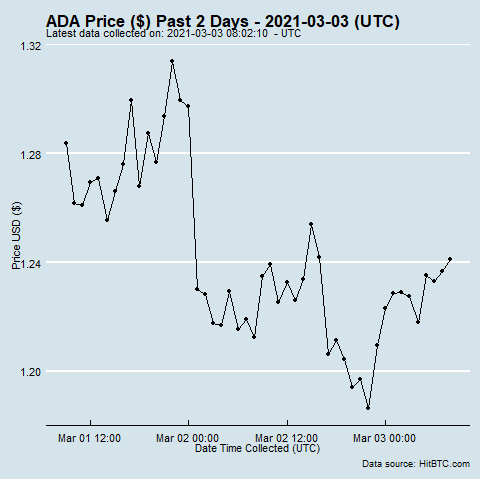 ADA Price ($) Past 2 Days - 2021-03-03 (UTC)
Latest data collected on: 2021-03-03 08:02:10 - UTC
1.32
1.28
1.24
1.20
Price USD ($)
Mar 01 12:00 Mar 02 00:00 Mar 02 12:00 Mar 03 00:00
Date Time Collected (UTC)
Data source: HitBTC.com